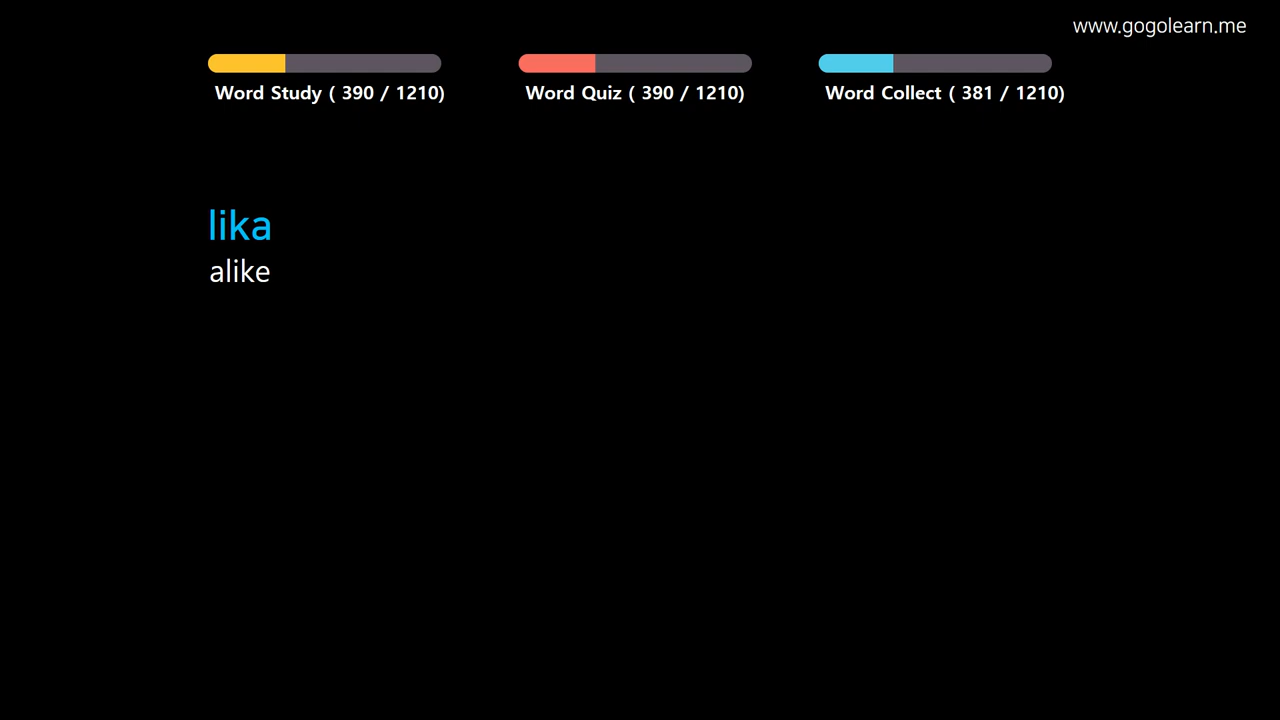 www.gogolearn.me
Word Study ( 390 / 1210)
Word Quiz ( 390 / 1210)
Word Collect ( 381 / 1210)
lika
alike